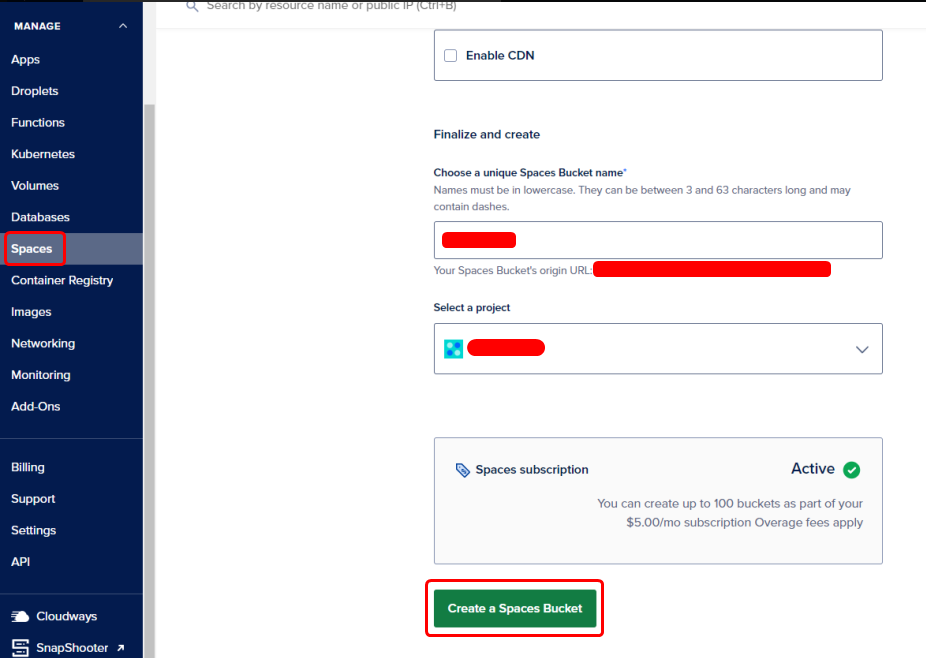 Search by resource name or public IP (Ctrl+B)
MANAGE
Apps
Droplets
Functions
Kubernetes
Volumes
Databases
Spaces
Container Registry
Images
Networking
Monitoring
Add-Ons
Billing
Support
Settings
API
Cloudways
SnapShooter
Enable CDN
Finalize and create
Choose a unique Spaces Bucket name*
Names must be in lowercase. They can be between 3 and 63 characters long and may
contain dashes.
Your Spaces Bucket's origin URL:
Select a project
Spaces subscription
Active
You can create up to 100 buckets as part of your
$5.00/mo subscription Overage fees apply
Create a Spaces Bucket